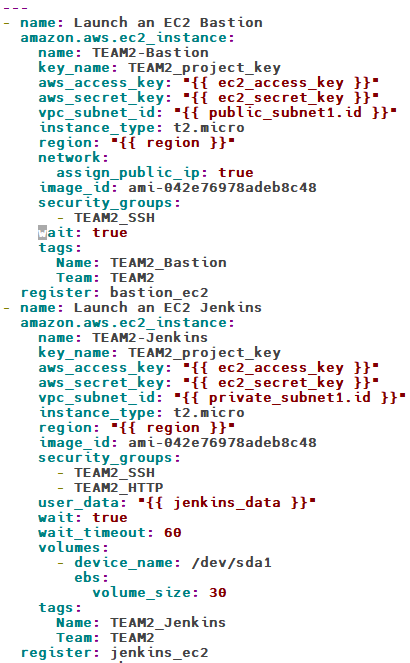 ---
- name: Launch an EC2 Bastion
  amazon.aws.ec2_instance:
    name: TEAM2-Bastion
    key_name: TEAM2_project_key
    aws_access_key: "{{ ec2_access_key }}"
    aws_secret_key: "{{ ec2_secret_key }}"
    vpc_subnet_id: "{{ public_subnet1.id }}"
    instance_type: t2.micro
    region: "{{ region }}"
    network:
      assign_public_ip: true
    image_id: ami-042e76978adeb8c48
    security_groups:
      - TEAM2_SSH
    wait: true
    tags:
      Name: TEAM2_Bastion
      Team: TEAM2
  register: bastion_ec2
- name: Launch an EC2 Jenkins
  amazon.aws.ec2_instance:
    name: TEAM2-Jenkins
    key_name: TEAM2_project_key
    aws_access_key: "{{ ec2_access_key }}"
    aws_secret_key: "{{ ec2_secret_key }}"
    vpc_subnet_id: "{{ private_subnet1.id }}"
    instance_type: t2.micro
    region: "{{ region }}"
    image_id: ami-042e76978adeb8c48
    security_groups:
      - TEAM2_SSH
      - TEAM2_HTTP
    user_data: "{{ jenkins_data }}"
    wait: true
    wait_timeout: 60
    volumes:
      - device_name: /dev/sda1
        ebs:
          volume_size: 30
    tags:
      Name: TEAM2_Jenkins
      Team: TEAM2
  register: jenkins_ec2